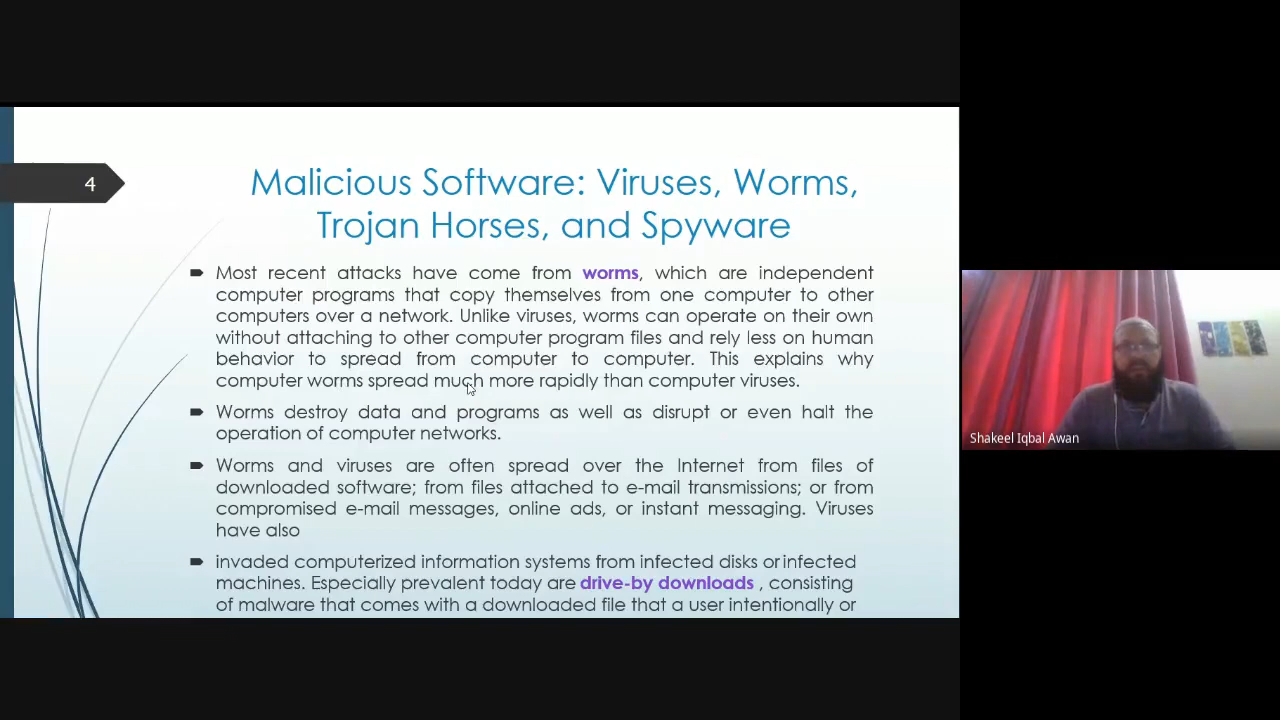 4
Malicious Software: Viruses, Worms,
Trojan Horses, and Spyware
Most recent attacks have come from worms, which are independent
computer programs that copy themselves from one computer to other
computers over a network. Unlike viruses, worms can operate on their own
without attaching to other computer program files and rely less on human
behavior to spread from computer to computer. This explains why
computer worms spread much more rapidly than computer viruses.
Worms destroy data and programs as well as disrupt or even halt the
operation of computer networks.
Worms and viruses are often spread over the Internet from files of
downloaded software; from files attached to e-mail transmissions; or from
compromised e-mail messages, online ads, or instant messaging. Viruses
have also
invaded computerized information systems from infected disks or infected
machines. Especially prevalent today are drive-by downloads , consisting
of malware that comes with a downloaded file that a user intentionally or
Shakeel Iqbal Awan